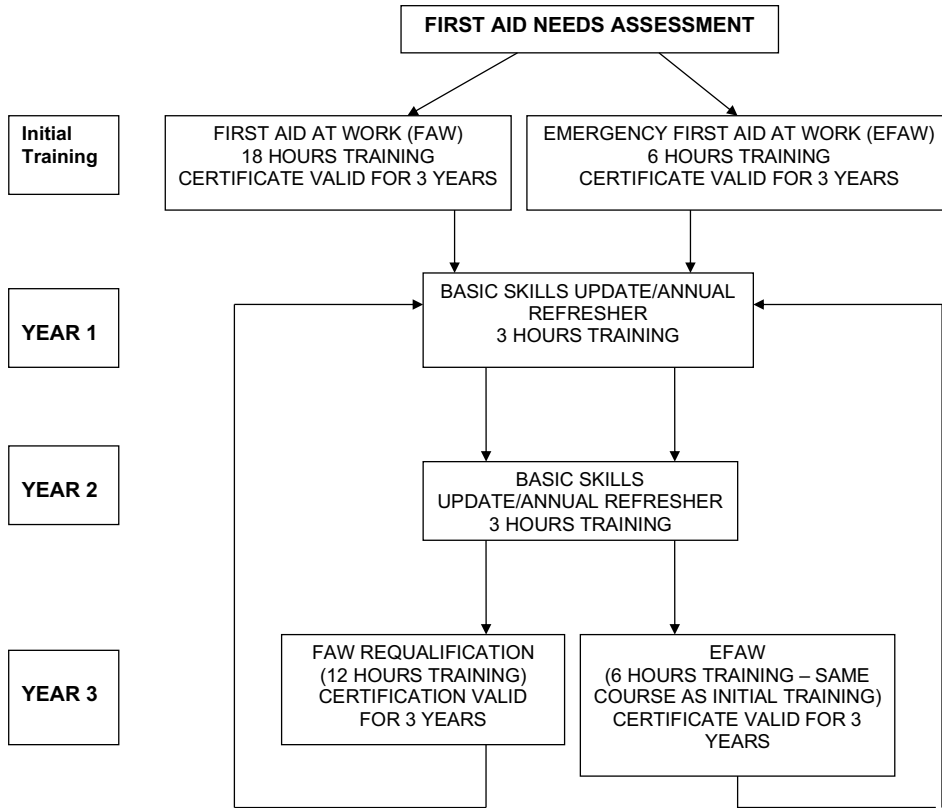 FIRST AID NEEDS ASSESSMENT
Initial
Training
FIRST AID AT WORK (FAW)
18 HOURS TRAINING
CERTIFICATE VALID FOR 3 YEARS
EMERGENCY FIRST AID AT WORK (EFAW)
6 HOURS TRAINING
CERTIFICATE VALID FOR 3 YEARS
YEAR 1
BASIC SKILLS UPDATE/ANNUAL
REFRESHER
3 HOURS TRAINING
YEAR 2
BASIC SKILLS
UPDATE/ANNUAL REFRESHER
3 HOURS TRAINING
YEAR 3
FAW REQUALIFICATION
(12 HOURS TRAINING)
CERTIFICATION VALID
FOR 3 YEARS
EFAW
(6 HOURS TRAINING – SAME
COURSE AS INITIAL TRAINING)
CERTIFICATE VALID FOR 3
YEARS